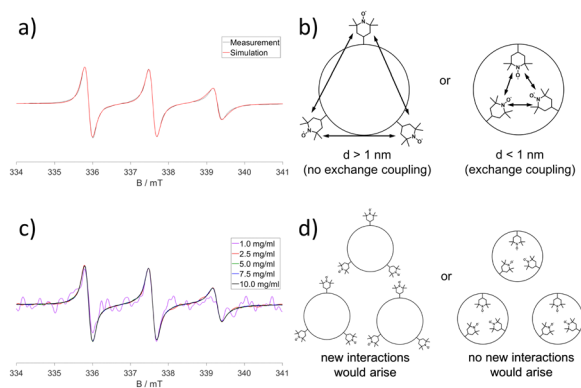 a)
Measurement
Simulation
334 335 336 337 338 339 340 341
B / mT
b)
or
d > 1 nm
(no exchange coupling)
d < 1 nm
(exchange coupling)
c)
1.0 mg/ml
2.5 mg/ml
5.0 mg/ml
7.5 mg/ml
10.0 mg/ml
334 335 336 337 338 339 340 341
B / mT
d)
or
new interactions
would arise
no new interactions
would arise